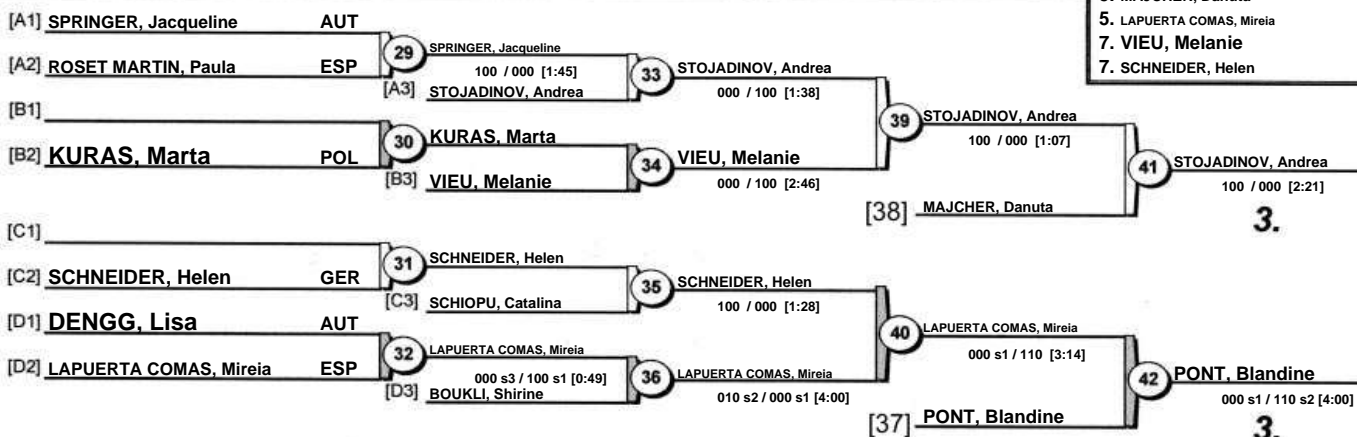 5. LAPUERTA COMAS, Mireia
7. VIEU, Melanie
7. SCHNEIDER, Helen
[A1] SPRINGER, Jacqueline AUT
[A2] ROSET MARTIN, Paula ESP
29 SPRINGER, Jacqueline
100 / 000 [1:45]
[A3] STOJADINOV, Andrea
33 STOJADINOV, Andrea
000 / 100 [1:38]
[B1]
[B2] KURAS, Marta POL
30 KURAS, Marta
[B3] VIEU, Melanie
34 VIEU, Melanie
000 / 100 [2:46]
39 STOJADINOV, Andrea
100 / 000 [1:07]
[38] MAJCHER, Danuta
41 STOJADINOV, Andrea
100 / 000 [2:21]
3.
[C1]
[C2] SCHNEIDER, Helen GER
31 SCHNEIDER, Helen
[C3] SCHIOPU, Catalina
35 SCHNEIDER, Helen
100 / 000 [1:28]
[D1] DENGG, Lisa AUT
[D2] LAPUERTA COMAS, Mireia ESP
32 LAPUERTA COMAS, Mireia
000 s3 / 100 s1 [0:49]
[D3] BOUKLI, Shirine
36 LAPUERTA COMAS, Mireia
010 s2 / 000 s1 [4:00]
40 LAPUERTA COMAS, Mireia
000 s1 / 110 [3:14]
[37] PONT, Blandine
42 PONT, Blandine
000 s1 / 110 s2 [4:00]
3.